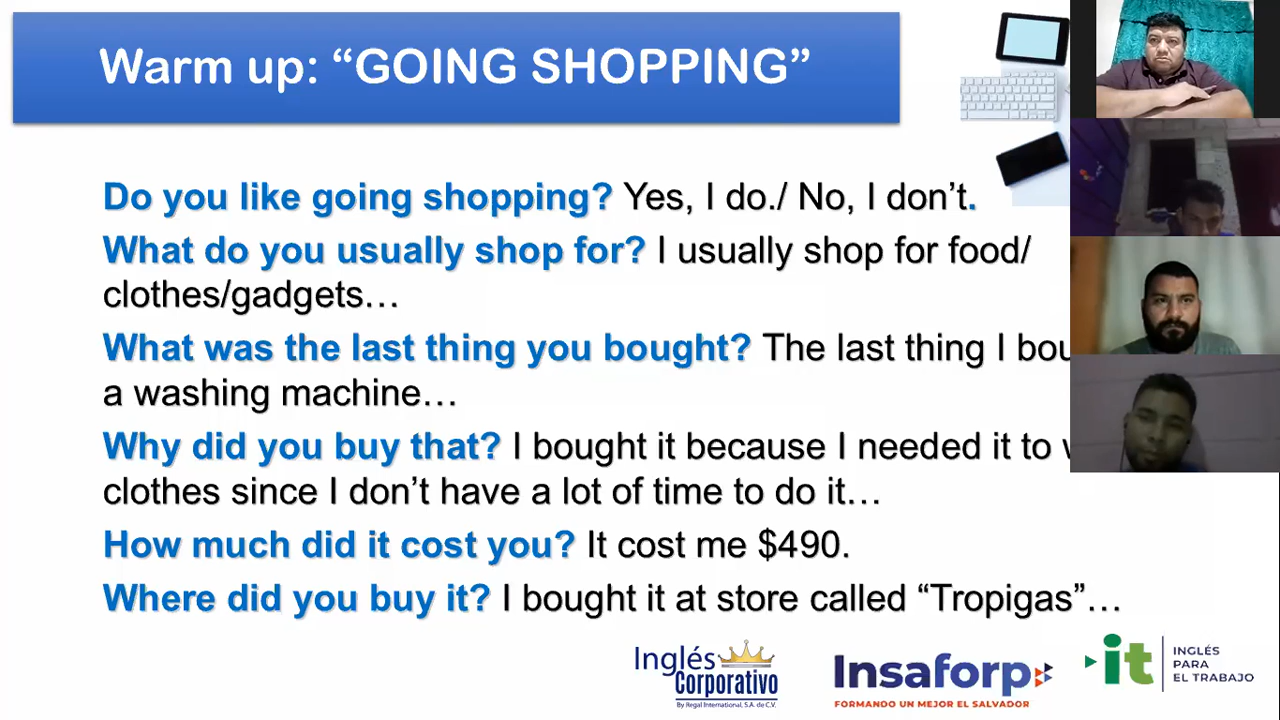 Warm up: “GOING SHOPPING”
Do you like going shopping? Yes, I do./ No, I don’t.
What do you usually shop for? I usually shop for food/
clothes/gadgets…
What was the last thing you bought? The last thing I
a washing machine…
Why did you buy that? I bought it because I needed it to
clothes since I don’t have a lot of time to do it…
How much did it cost you? It cost me $490.
Where did you buy it? I bought it at store called “Tropigas”…
Inglés
Corporativo
By Regal International, S.A. de C.V.
Insaforp
FORMANDO UN MEJOR EL SALVADOR
it
INGLÉS
PARA
EL TRABAJO